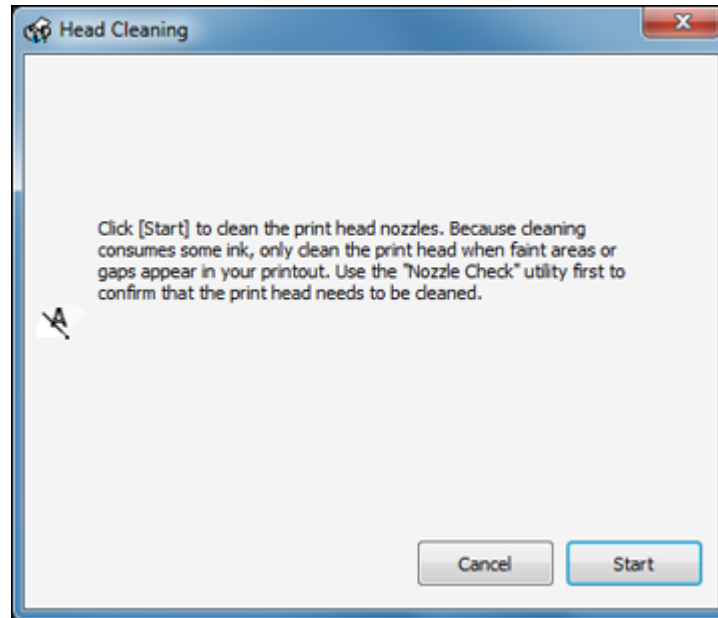 Head Cleaning
Click [Start] to clean the print head nozzles. Because cleaning
consumes some ink, only clean the print head when faint areas or
gaps appear in your printout. Use the "Nozzle Check" utility first to
confirm that the print head needs to be cleaned.
A
Cancel
Start